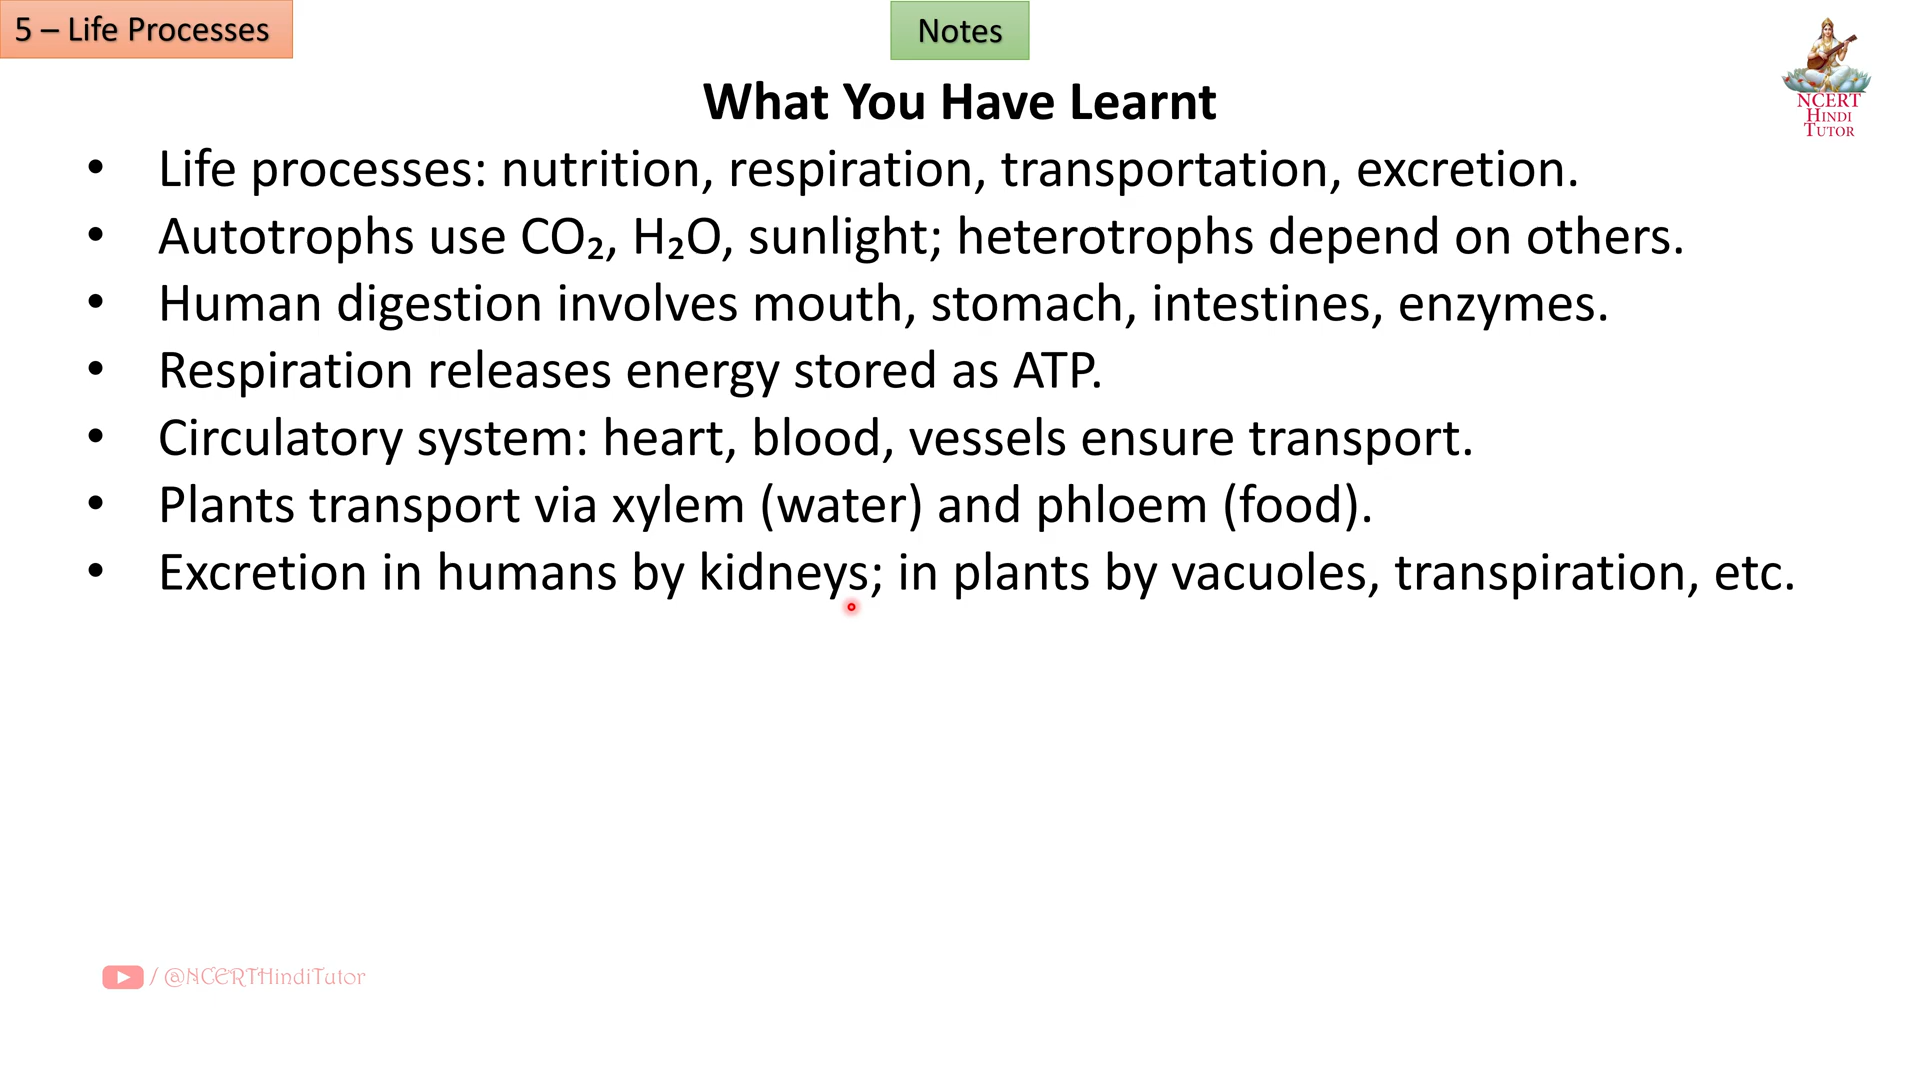 5 – Life Processes
Notes
NCERT
HINDI
TUTOR
What You Have Learnt
• Life processes: nutrition, respiration, transportation, excretion.
• Autotrophs use CO₂, H₂O, sunlight; heterotrophs depend on others.
• Human digestion involves mouth, stomach, intestines, enzymes.
• Respiration releases energy stored as ATP.
• Circulatory system: heart, blood, vessels ensure transport.
• Plants transport via xylem (water) and phloem (food).
• Excretion in humans by kidneys; in plants by vacuoles, transpiration, etc.
/ @NCERTHindiTutor